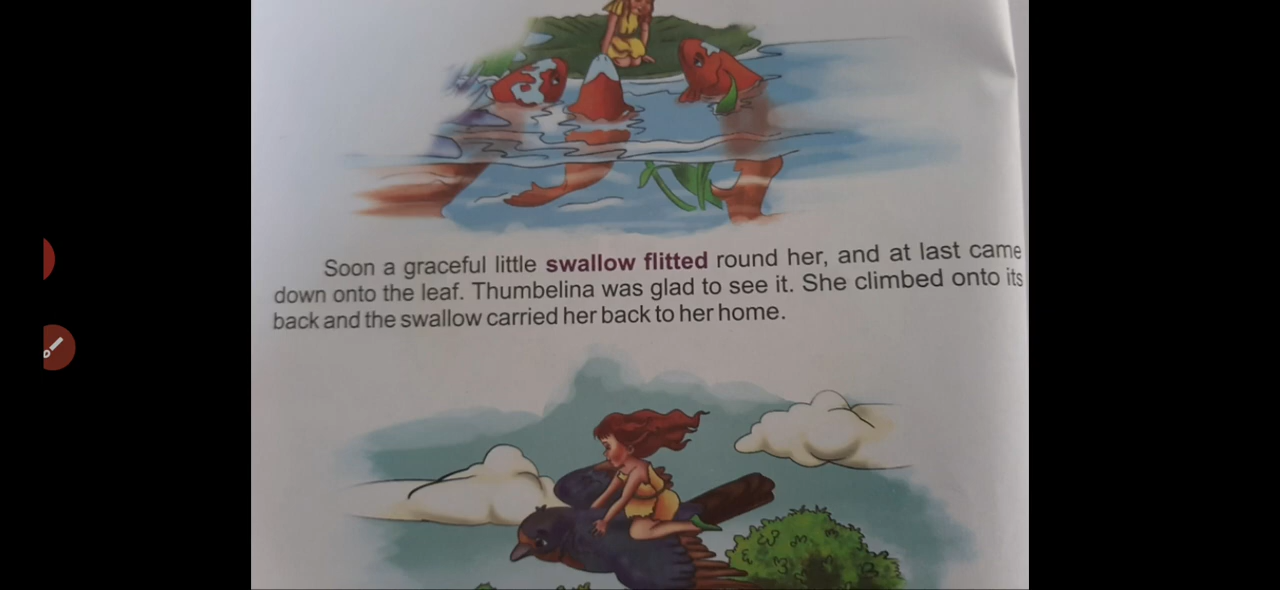 Soon a graceful little swallow flitted round her, and at last came
down onto the leaf. Thumbelina was glad to see it. She climbed onto its
back and the swallow carried her back to her home.